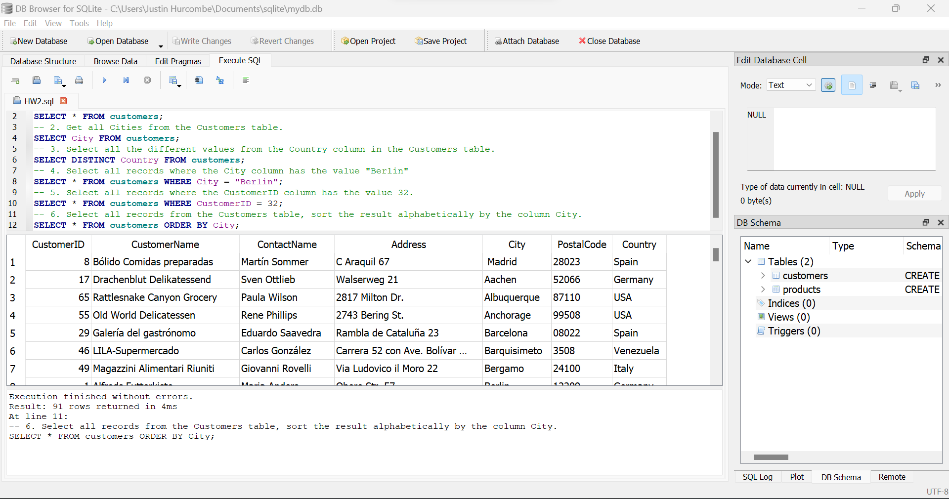 DB Browser for SQLite - C:\Users\Justin Hurcombe\Documents\sqlite\mydb.db
File Edit View Tools Help
New Database Open Database Write Changes Revert Changes Open Project Save Project Attach Database Close Database
Database Structure Browse Data Edit Pragmas Execute SQL
HW2.sql
2 SELECT * FROM customers;
3 -- 2. Get all Cities from the Customers table.
4 SELECT City FROM customers;
5 -- 3. Select all the different values from the Country column in the Customers table.
6 SELECT DISTINCT Country FROM customers;
7 -- 4. Select all records where the City column has the value "Berlin"
8 SELECT * FROM customers WHERE City = "Berlin";
9 -- 5. Select all records where the CustomerID column has the value 32.
10 SELECT * FROM customers WHERE CustomerID = 32;
11 -- 6. Select all records from the Customers table, sort the result alphabetically by the column City.
12 SELECT * FROM customers ORDER BY City;
CustomerID CustomerName ContactName Address City PostalCode Country
1 8 Bólido Comidas preparadas Martín Sommer C Araquil 67 Madrid 28023 Spain
2 17 Drachenblut Delikatessend Sven Ottlieb Walserweg 21 Aachen 52066 Germany
3 65 Rattlesnake Canyon Grocery Paula Wilson 2817 Milton Dr. Albuquerque 87110 USA
4 55 Old World Delicatessen Rene Phillips 2743 Bering St. Anchorage 99508 USA
5 29 Galería del gastrónomo Eduardo Saavedra Rambla de Cataluña 23 Barcelona 08022 Spain
6 46 LILA-Supermercado Carlos González Carrera 52 con Ave. Bolívar ... Barquisimeto 3508 Venezuela
7 49 Magazzini Alimentari Riuniti Giovanni Rovelli Via Ludovico il Moro 22 Bergamo 24100 Italy
Execution finished without errors.
Result: 91 rows returned in 4ms
At line 11:
-- 6. Select all records from the Customers table, sort the result alphabetically by the column City.
SELECT * FROM customers ORDER BY City;
Edit Database Cell
Mode: Text
NULL
Type of data currently in cell: NULL
0 byte(s)
Apply
DB Schema
Name Type Schema
Tables (2)
customers CREATE
products CREATE
Indices (0)
Views (0)
Triggers (0)
SQL Log Plot DB Schema Remote
UTF-8